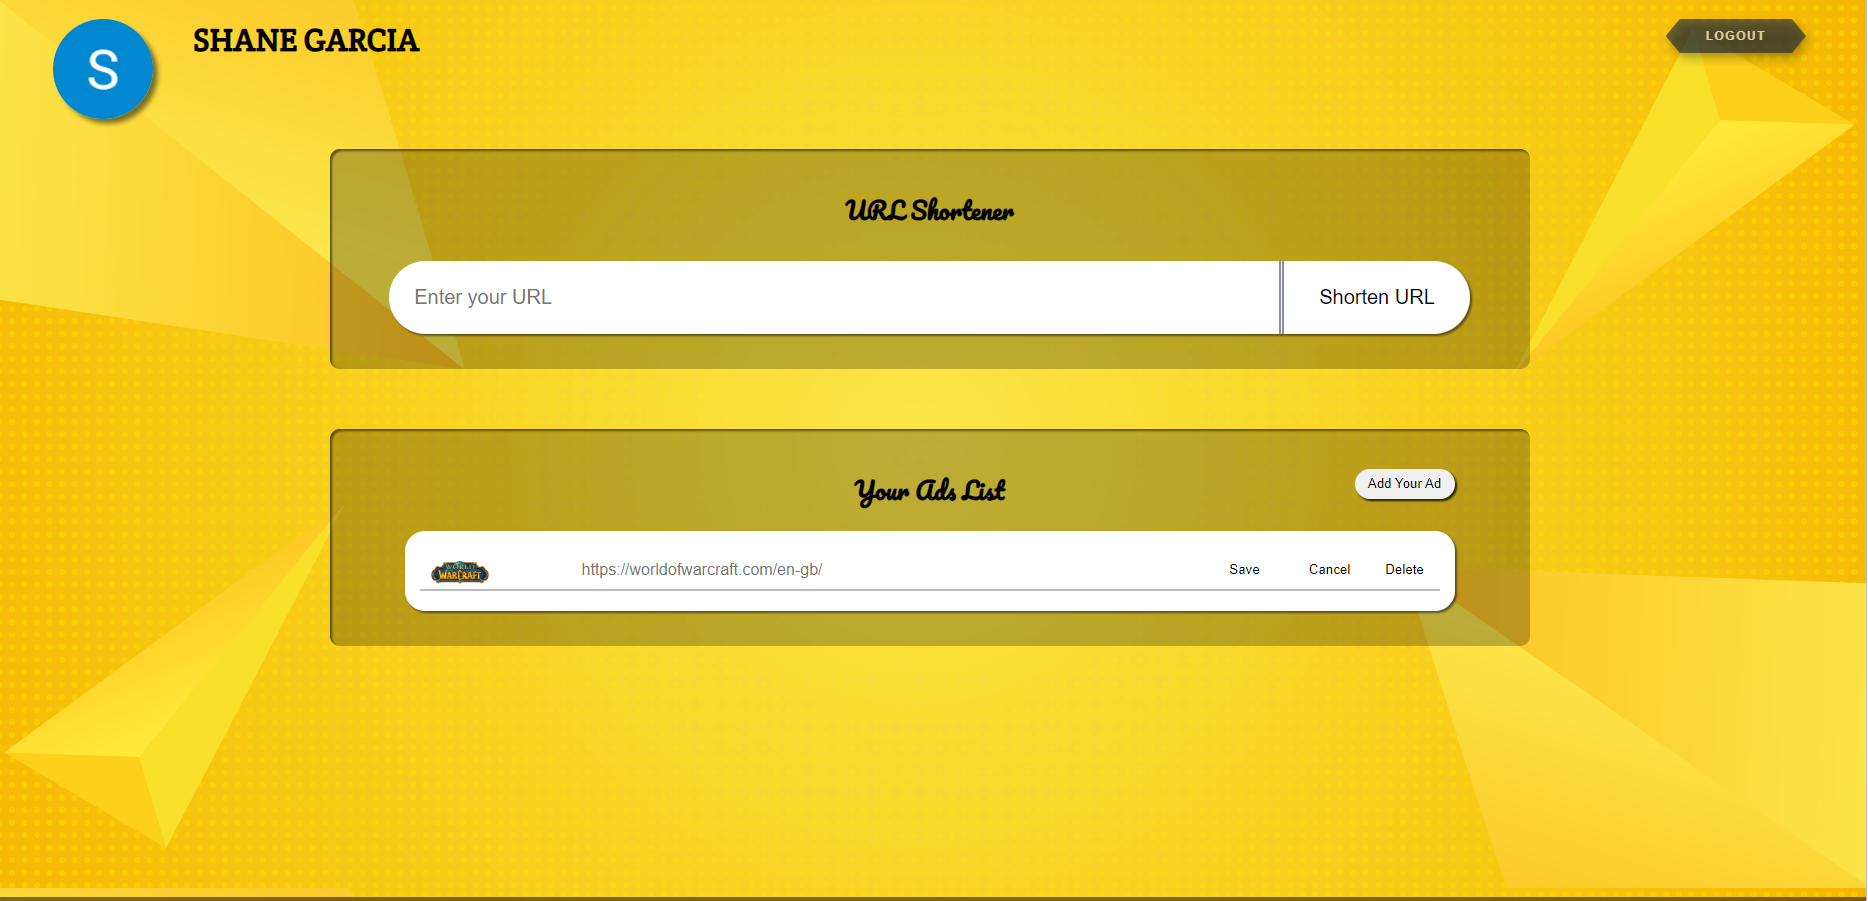 S
SHANE GARCIA
LOGOUT
URL Shortener
Enter your URL
Shorten URL
Your Ads List
Add Your Ad
WORLD
WARCRAFT
https://worldofwarcraft.com/en-gb/
Save
Cancel
Delete